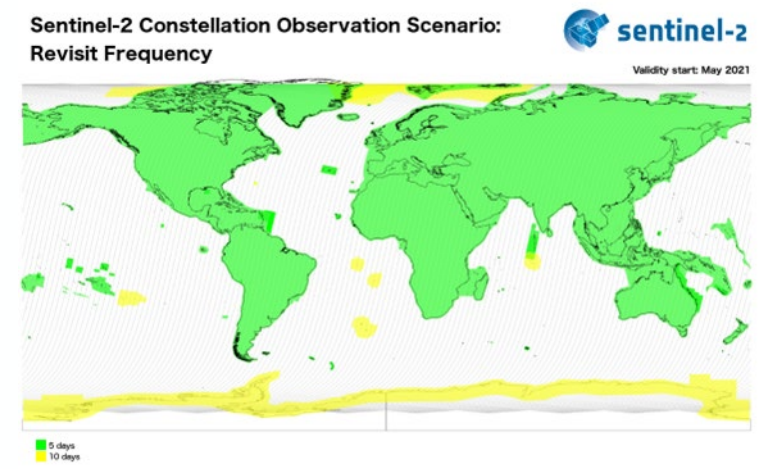 Sentinel-2 Constellation Observation Scenario:
Revisit Frequency
sentinel-2
Validity start: May 2021
5 days
10 days